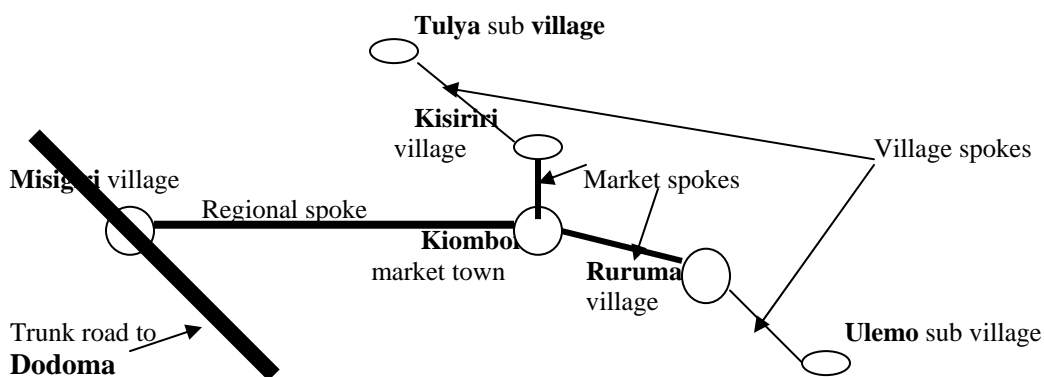 Tulya sub village
Kisiriri
village
Village spokes
Misigiri village
Market spokes
Regional spoke
Kiomboi
market town
Ruruma
village
Trunk road to
Dodoma
Ulemo sub village